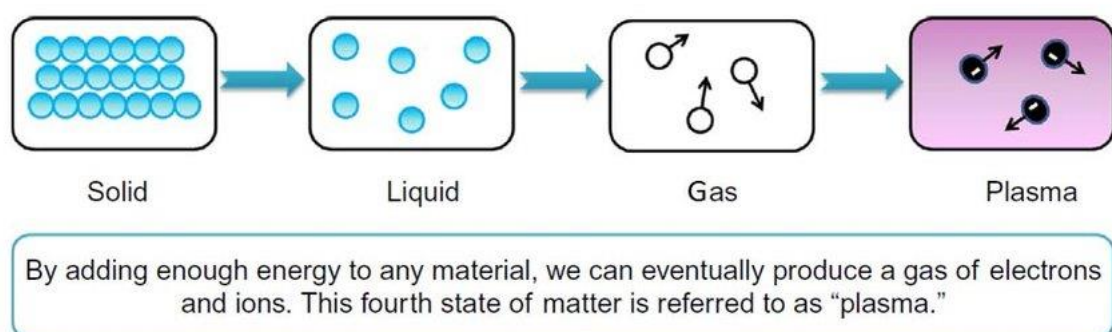 Solid
Liquid
Gas
Plasma
By adding enough energy to any material, we can eventually produce a gas of electrons
and ions. This fourth state of matter is referred to as “plasma.”